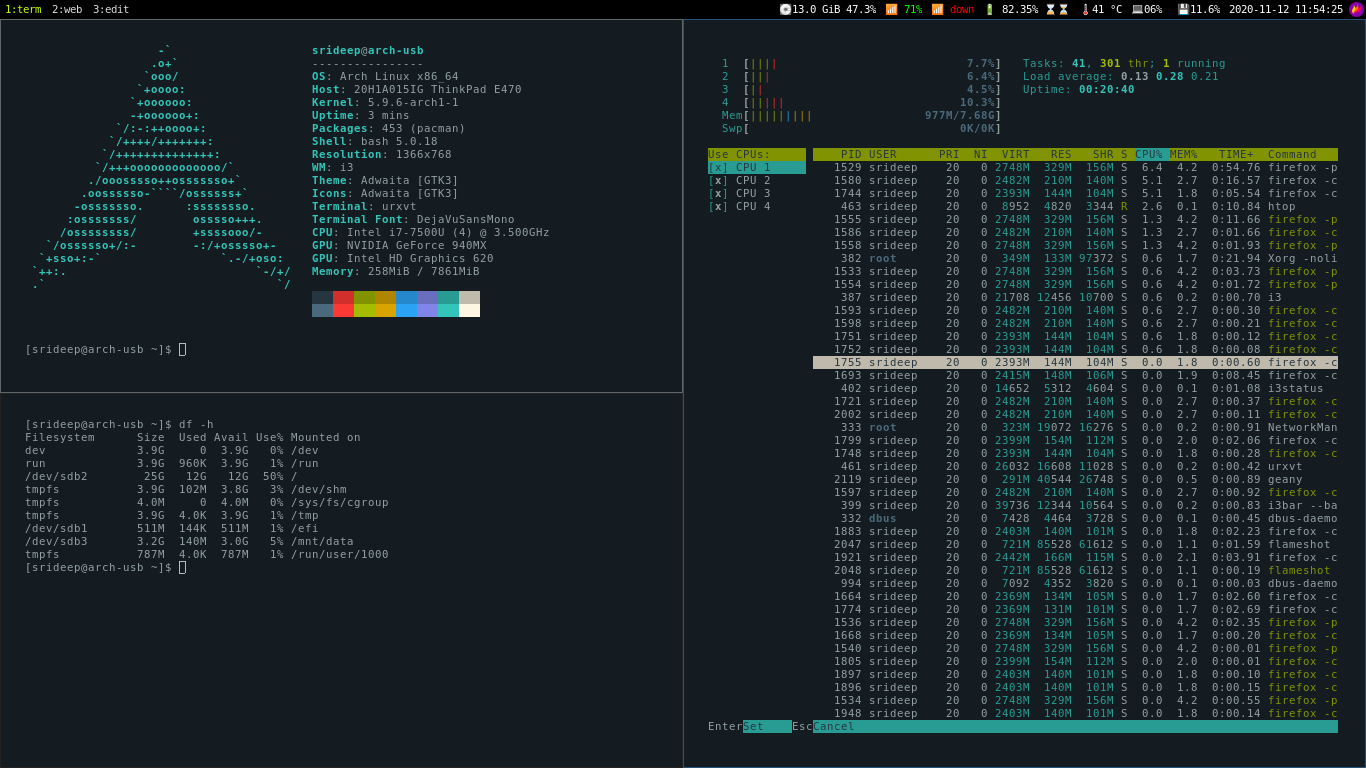 1:term 2:web 3:edit 13.0 GiB 47.3% 71% down 82.35% 41 °C 06% 11.6% 2020-11-12 11:54:25
srideep@arch-usb
----------------
OS: Arch Linux x86_64
Host: 20H1A015IG ThinkPad E470
Kernel: 5.9.6-arch1-1
Uptime: 3 mins
Packages: 453 (pacman)
Shell: bash 5.0.18
Resolution: 1366x768
WM: i3
Theme: Adwaita [GTK3]
Icons: Adwaita [GTK3]
Terminal: urxvt
Terminal Font: DejaVuSansMono
CPU: Intel i7-7500U (4) @ 3.500GHz
GPU: NVIDIA GeForce 940MX
GPU: Intel HD Graphics 620
Memory: 258MiB / 7861MiB
[srideep@arch-usb ~]$
[srideep@arch-usb ~]$ df -h
Filesystem Size Used Avail Use% Mounted on
dev 3.9G 0 3.9G 0% /dev
run 3.9G 960K 3.9G 1% /run
/dev/sdb2 25G 12G 12G 50% /
tmpfs 3.9G 102M 3.8G 3% /dev/shm
tmpfs 4.0M 0 4.0M 0% /sys/fs/cgroup
tmpfs 3.9G 4.0K 3.9G 1% /tmp
/dev/sdb1 511M 144K 511M 1% /efi
/dev/sdb3 3.2G 140M 3.0G 5% /mnt/data
tmpfs 787M 4.0K 787M 1% /run/user/1000
[srideep@arch-usb ~]$
1 [|||| 7.7%] Tasks: 41, 301 thr; 1 running
2 [||| 6.4%] Load average: 0.13 0.28 0.21
3 [|| 4.5%] Uptime: 00:20:40
4 [||||| 10.3%]
Mem[||||||||| 977M/7.68G]
Swp[ 0K/0K]
Use CPUs:
[x] CPU 1
[x] CPU 2
[x] CPU 3
[x] CPU 4
PID USER PRI NI VIRT RES SHR S CPU% MEM% TIME+ Command
1529 srideep 20 0 2748M 329M 156M S 6.4 4.2 0:54.76 firefox -p
1580 srideep 20 0 2482M 210M 140M S 5.1 2.7 0:16.57 firefox -c
1744 srideep 20 0 2393M 144M 104M S 5.1 1.8 0:05.54 firefox -c
463 srideep 20 0 8952 4820 3344 R 2.6 0.1 0:10.84 htop
1555 srideep 20 0 2748M 329M 156M S 1.3 4.2 0:11.66 firefox -p
1586 srideep 20 0 2482M 210M 140M S 1.3 2.7 0:01.66 firefox -c
1558 srideep 20 0 2748M 329M 156M S 1.3 4.2 0:01.93 firefox -p
382 root 20 0 349M 133M 97372 S 0.6 1.7 0:21.94 Xorg -noli
1533 srideep 20 0 2748M 329M 156M S 0.6 4.2 0:03.73 firefox -p
1554 srideep 20 0 2748M 329M 156M S 0.6 4.2 0:01.72 firefox -p
387 srideep 20 0 21708 12456 10700 S 0.6 0.2 0:00.70 i3
1593 srideep 20 0 2482M 210M 140M S 0.6 2.7 0:00.30 firefox -c
1598 srideep 20 0 2482M 210M 140M S 0.6 2.7 0:00.21 firefox -c
1751 srideep 20 0 2393M 144M 104M S 0.6 1.8 0:00.12 firefox -c
1752 srideep 20 0 2393M 144M 104M S 0.6 1.8 0:00.08 firefox -c
1755 srideep 20 0 2393M 144M 104M S 0.0 1.8 0:00.60 firefox -c
1693 srideep 20 0 2415M 148M 106M S 0.0 1.9 0:08.45 firefox -c
402 srideep 20 0 14652 5312 4604 S 0.0 0.1 0:01.08 i3status
1721 srideep 20 0 2482M 210M 140M S 0.0 2.7 0:00.37 firefox -c
2002 srideep 20 0 2482M 210M 140M S 0.0 2.7 0:00.11 firefox -c
333 root 20 0 323M 19072 16276 S 0.0 0.2 0:00.91 NetworkMan
1799 srideep 20 0 2399M 154M 112M S 0.0 2.0 0:02.06 firefox -c
1748 srideep 20 0 2393M 144M 104M S 0.0 1.8 0:00.28 firefox -c
461 srideep 20 0 26032 16608 11028 S 0.0 0.2 0:00.42 urxvt
2119 srideep 20 0 291M 40544 26748 S 0.0 0.5 0:00.89 geany
1597 srideep 20 0 2482M 210M 140M S 0.0 2.7 0:00.92 firefox -c
399 srideep 20 0 39736 12344 10564 S 0.0 0.2 0:00.83 i3bar --ba
332 dbus 20 0 7428 4464 3728 S 0.0 0.1 0:00.45 dbus-daemo
1883 srideep 20 0 2403M 140M 101M S 0.0 1.8 0:02.23 firefox -c
2047 srideep 20 0 721M 85528 61612 S 0.0 1.1 0:01.59 flameshot
1921 srideep 20 0 2442M 166M 115M S 0.0 2.1 0:03.91 firefox -c
2048 srideep 20 0 721M 85528 61612 S 0.0 1.1 0:00.19 flameshot
994 srideep 20 0 7092 4352 3820 S 0.0 0.1 0:00.03 dbus-daemo
1664 srideep 20 0 2369M 134M 105M S 0.0 1.7 0:02.60 firefox -c
1774 srideep 20 0 2369M 131M 101M S 0.0 1.7 0:02.69 firefox -c
1536 srideep 20 0 2748M 329M 156M S 0.0 4.2 0:02.35 firefox -p
1668 srideep 20 0 2369M 134M 105M S 0.0 1.7 0:00.20 firefox -c
1540 srideep 20 0 2748M 329M 156M S 0.0 4.2 0:00.01 firefox -p
1805 srideep 20 0 2399M 154M 112M S 0.0 2.0 0:00.01 firefox -c
1897 srideep 20 0 2403M 140M 101M S 0.0 1.8 0:00.10 firefox -c
1896 srideep 20 0 2403M 140M 101M S 0.0 1.8 0:00.15 firefox -c
1534 srideep 20 0 2748M 329M 156M S 0.0 4.2 0:00.55 firefox -p
1948 srideep 20 0 2403M 140M 101M S 0.0 1.8 0:00.14 firefox -c
EnterSet EscCancel